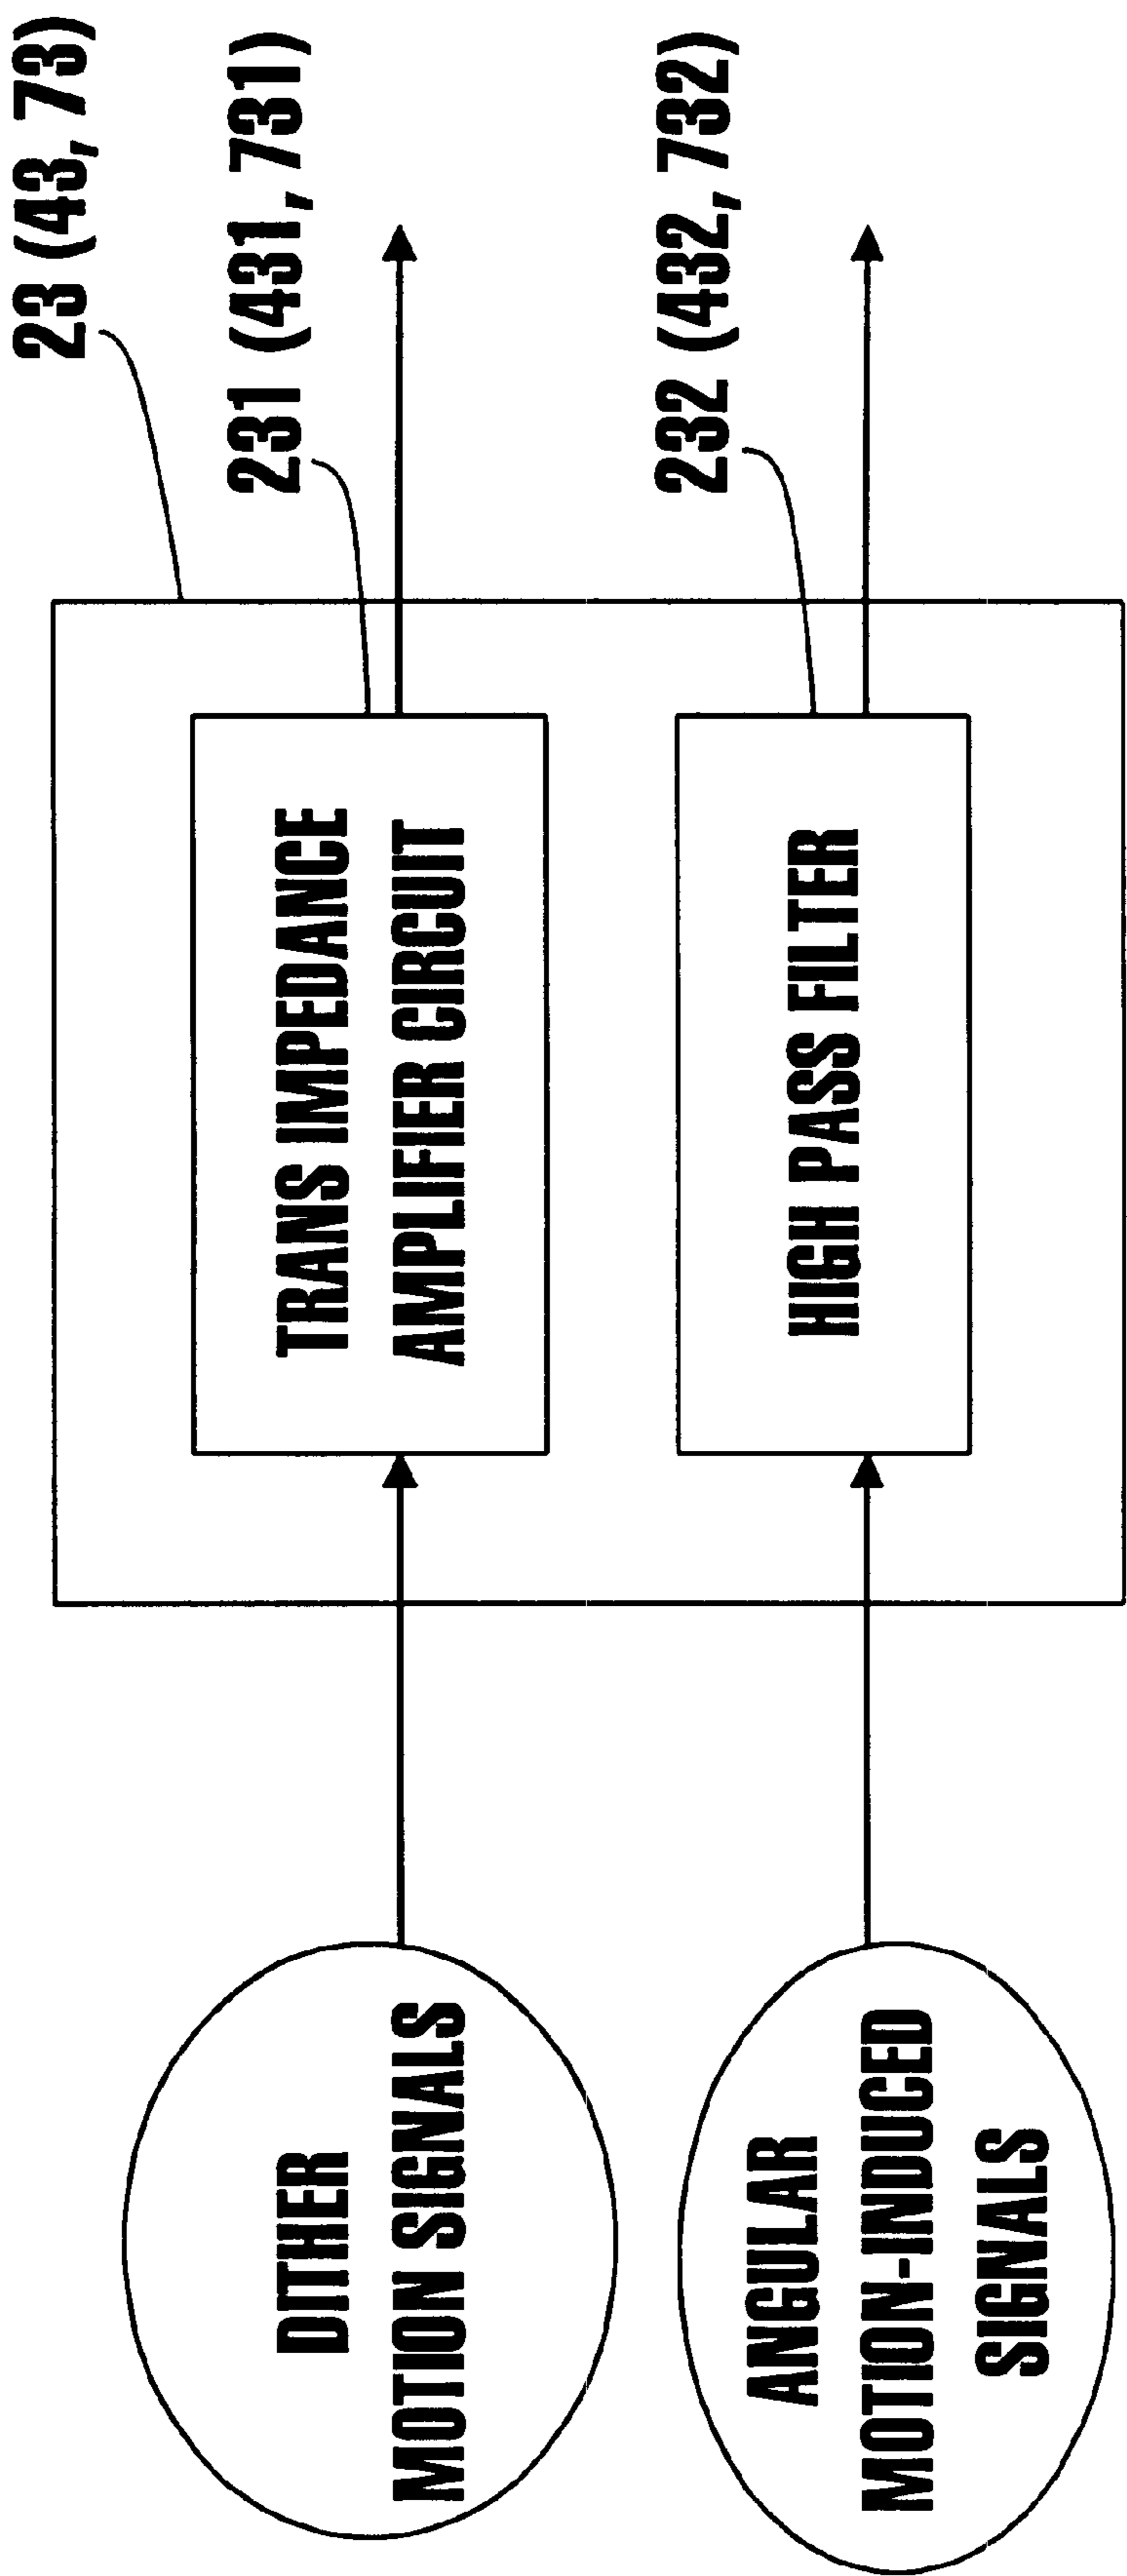 23 (43, 73)
231 (431, 731)
232 (432, 732)
TRANS IMPEDANCE
AMPLIFIER CIRCUIT
HIGH PASS FILTER
DITHER
MOTION SIGNALS
ANGULAR
MOTION-INDUCED
SIGNALS